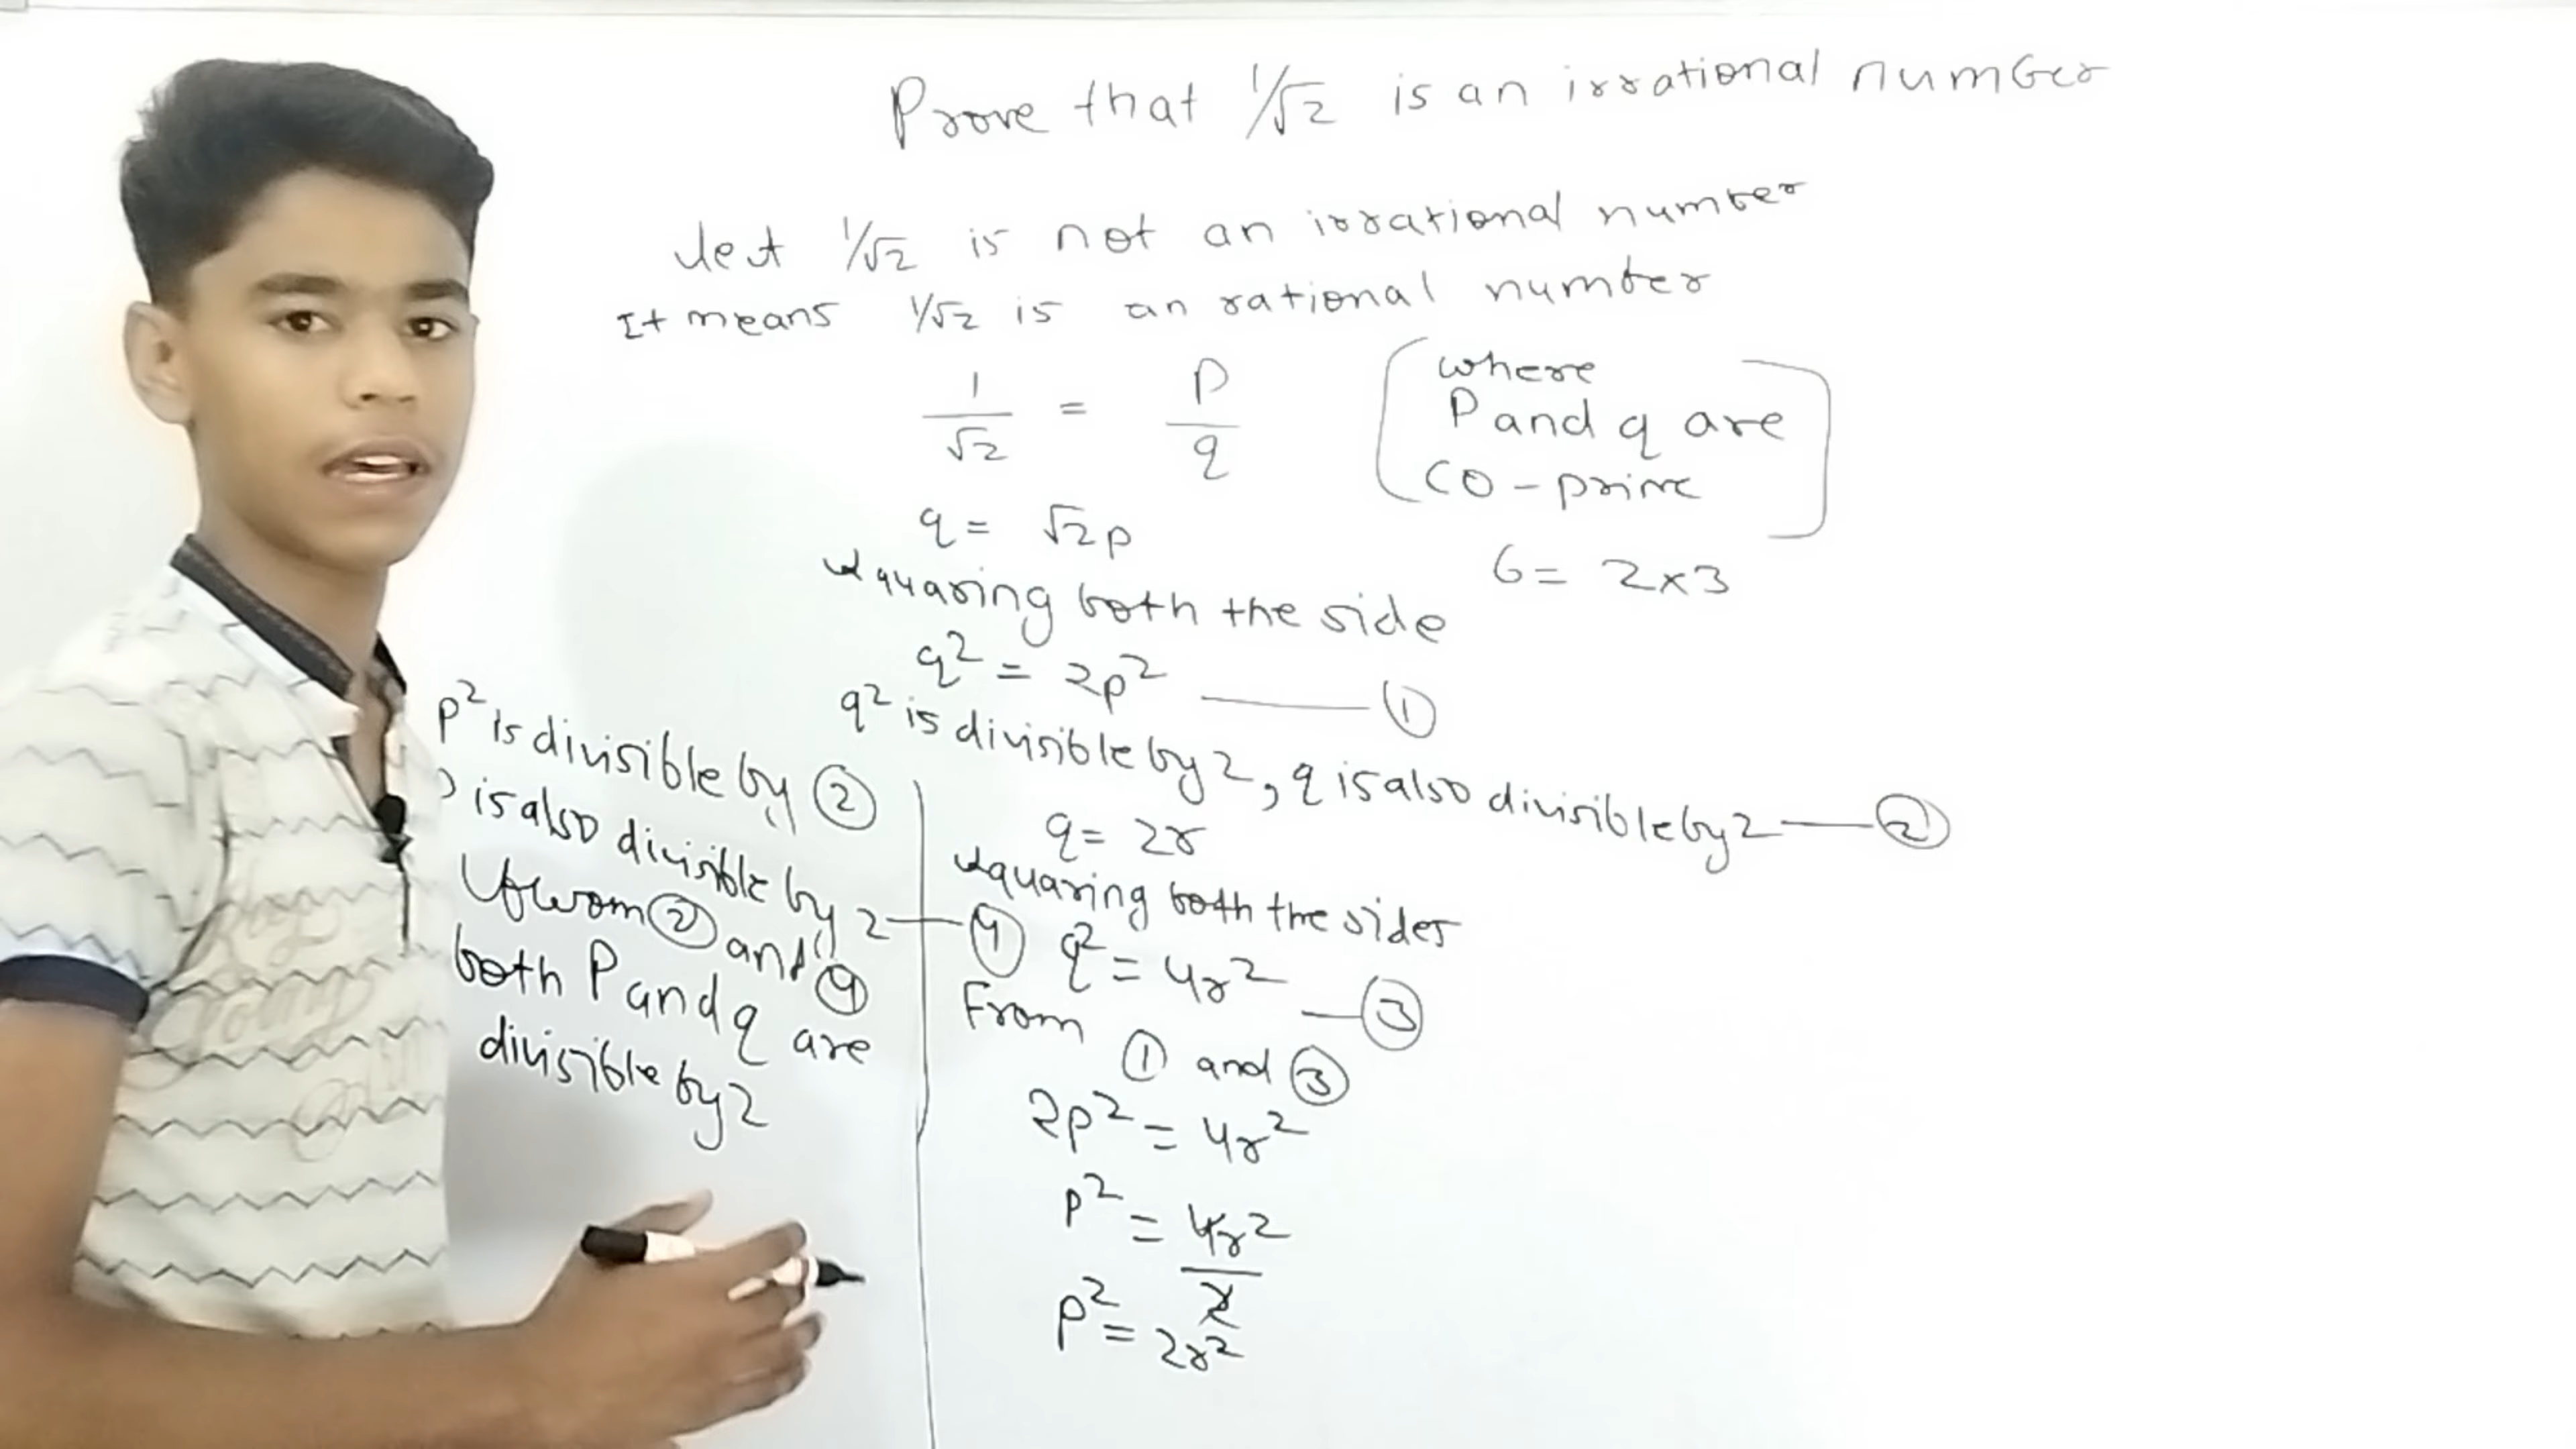 Prove that 1/√2 is an irrational number
Let 1/√2 is not an irrational number
It means 1/√2 is an rational number
1/√2 = P/q
where
P and q are
co-prime
q = √2p
6 = 2×3
Squaring both the side
q² = 2p² — ①
q² is divisible by 2, q is also divisible by 2 — ②
q = 2r
Squaring both the sides
q² = 4r² — ③
From
① and ③
2p² = 4r²
p² = 4r²/2
p² = 2r²
p² is divisible by ②
is also divisible by 2 — ④
From ② and ④
both P and q are
divisible by 2